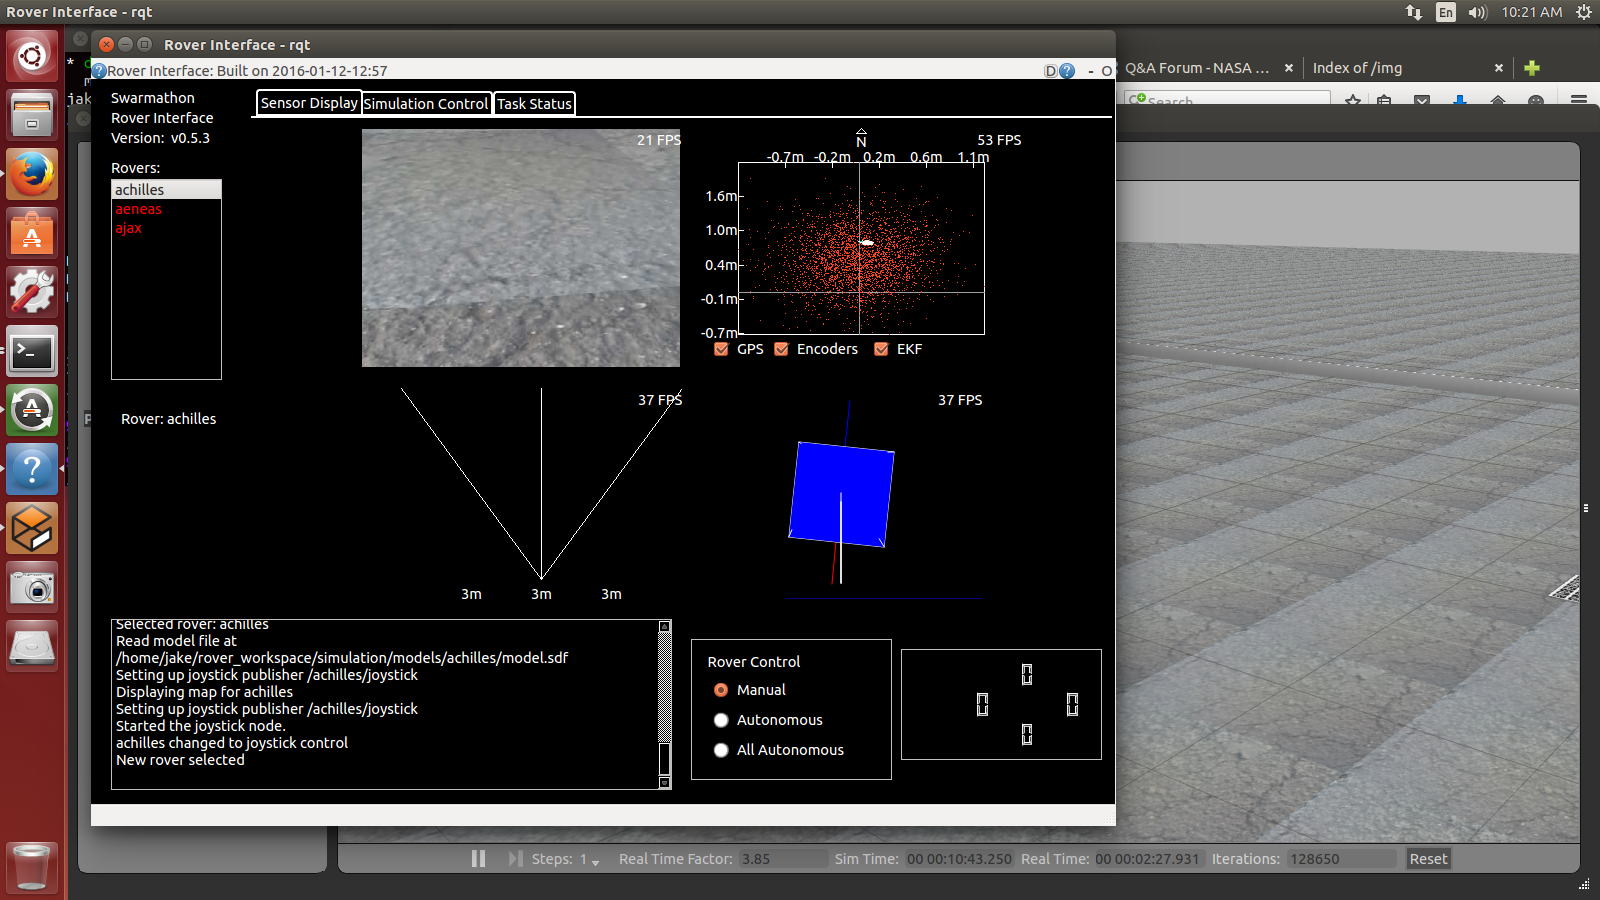 Rover Interface - rqt
En
10:21 AM
Rover Interface - rqt
Rover Interface: Built on 2016-01-12-12:57
D
- O
Q&A Forum - NASA ...
Index of /img
Search
Swarmathon
Rover Interface
Version: v0.5.3
Sensor Display
Simulation Control
Task Status
Rovers:
achilles
aeneas
ajax
21 FPS
N
53 FPS
-0.7m -0.2m 0.2m 0.6m 1.1m
1.6m
1.0m
0.4m
-0.1m
-0.7m
GPS Encoders EKF
Rover: achilles
37 FPS
37 FPS
3m 3m 3m
Selected rover: achilles
Read model file at
/home/jake/rover_workspace/simulation/models/achilles/model.sdf
Setting up joystick publisher /achilles/joystick
Displaying map for achilles
Setting up joystick publisher /achilles/joystick
Started the joystick node.
achilles changed to joystick control
New rover selected
Rover Control
Manual
Autonomous
All Autonomous
0
0 0
0
Steps: 1
Real Time Factor: 3.85
Sim Time: 00 00:10:43.250
Real Time: 00 00:02:27.931
Iterations: 128650
Reset